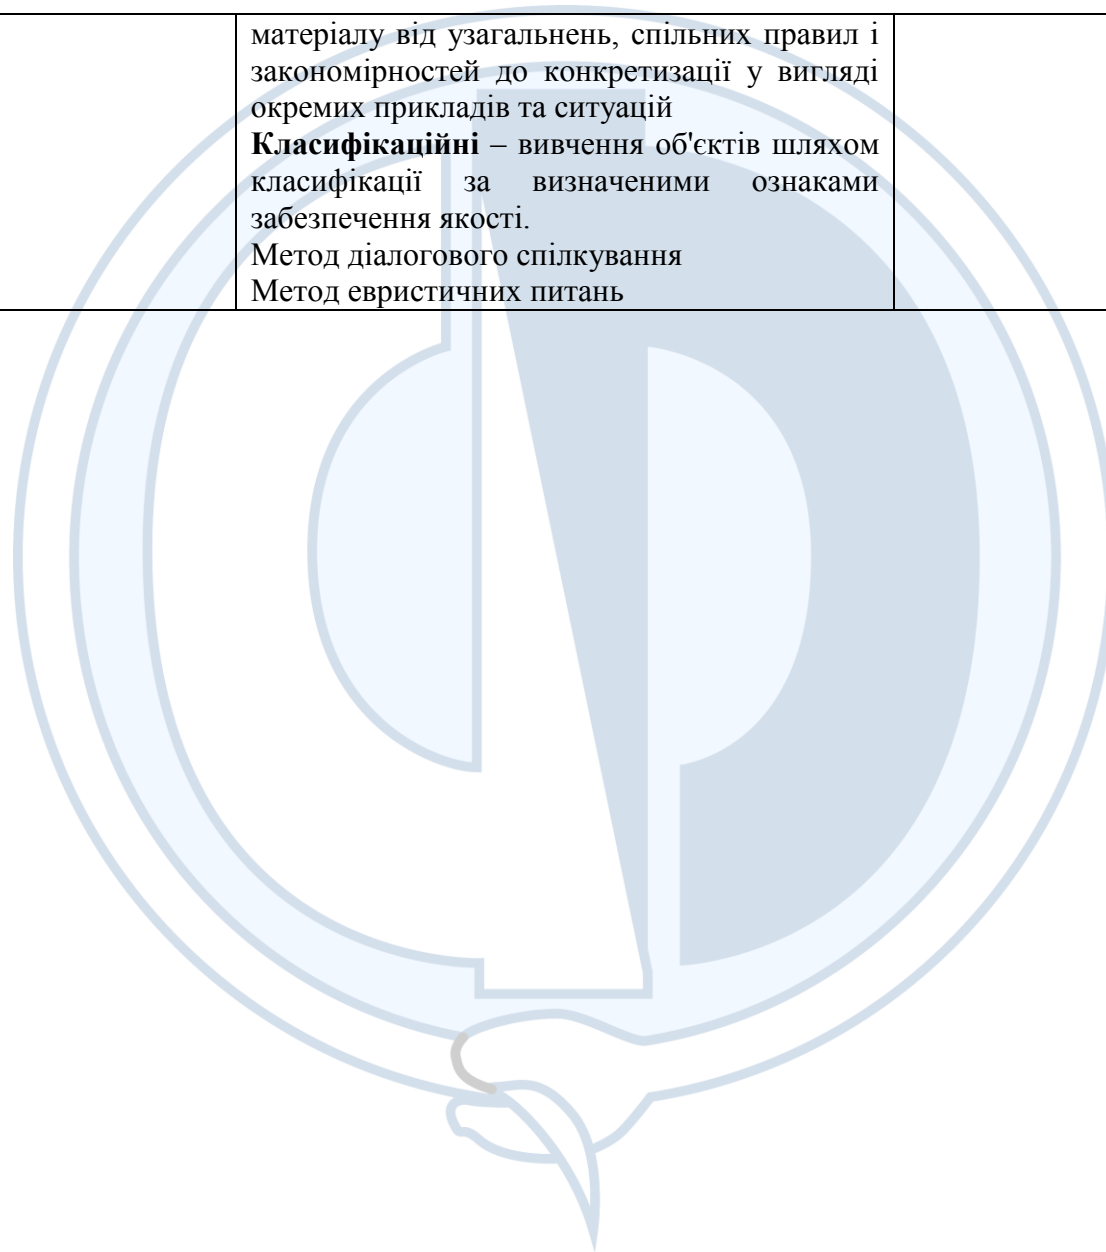 матеріалу від узагальнень, спільних правил і
закономірностей до конкретизації у вигляді
окремих прикладів та ситуацій
Класифікаційні – вивчення об'єктів шляхом
класифікації за визначеними ознаками
забезпечення якості.
Метод діалогового спілкування
Метод евристичних питань